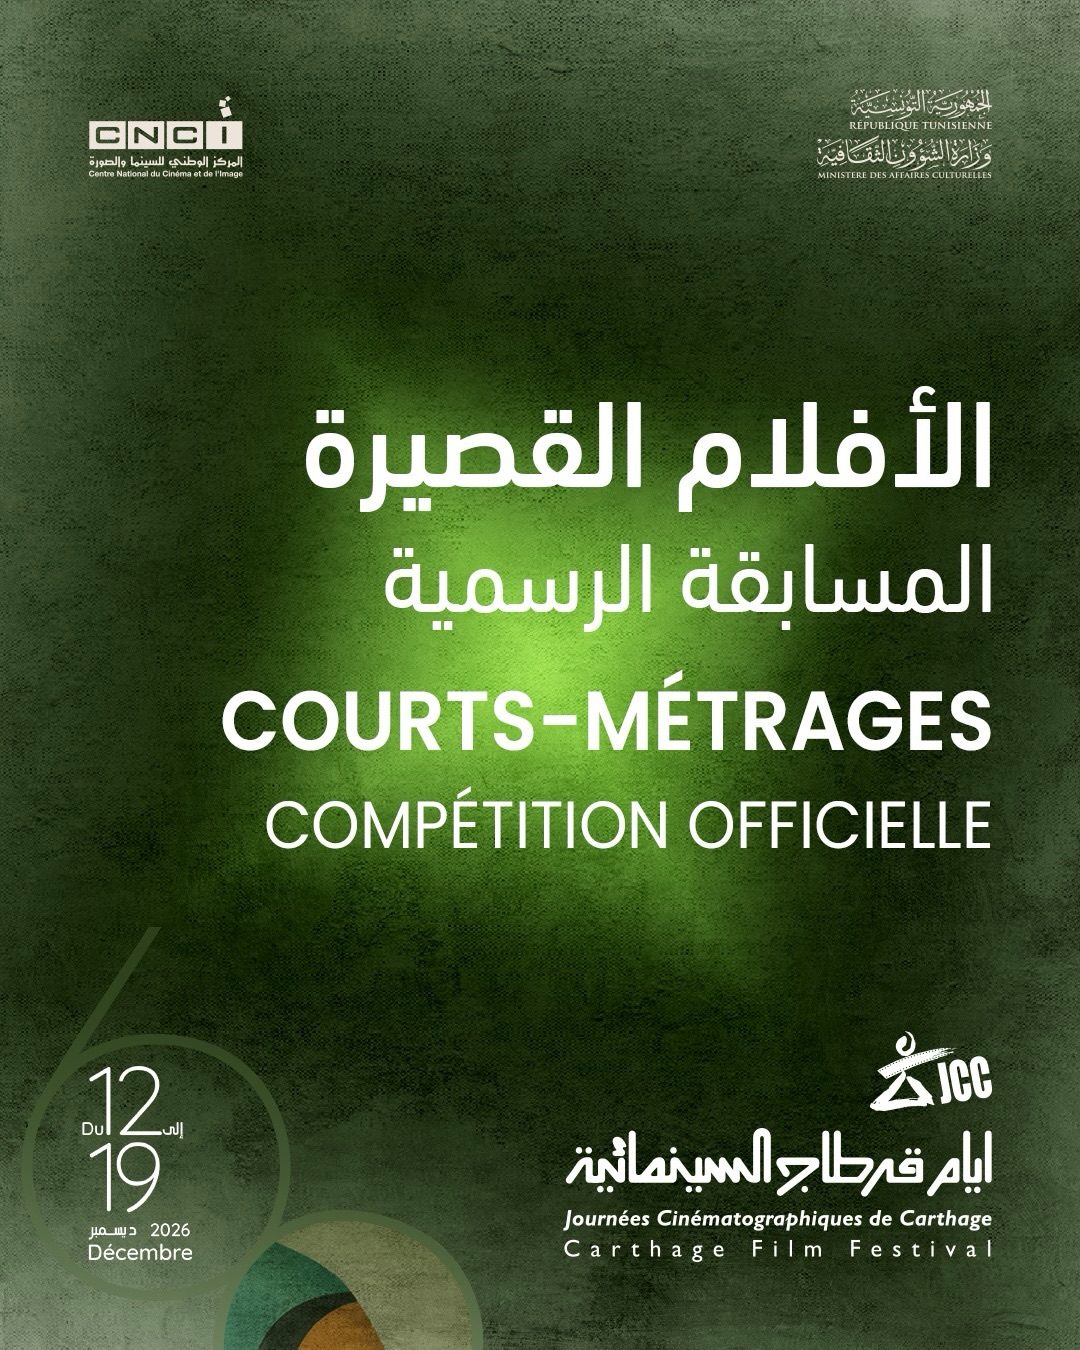 CNCI
المركز الوطني للسينما والصورة
Centre National du Cinéma et de l'Image
الجمهورية التونسية
RÉPUBLIQUE TUNISIENNE
وزارة الشؤون الثقافية
MINISTERE DES AFFAIRES CULTURELLES
الأفلام القصيرة
المسابقة الرسمية
COURTS-MÉTRAGES
COMPÉTITION OFFICIELLE
Du 12 إلى
19
ديسمبر 2026
Décembre
JCC
ايام قرطاج السينمائية
Journées Cinématographiques de Carthage
Carthage Film Festival